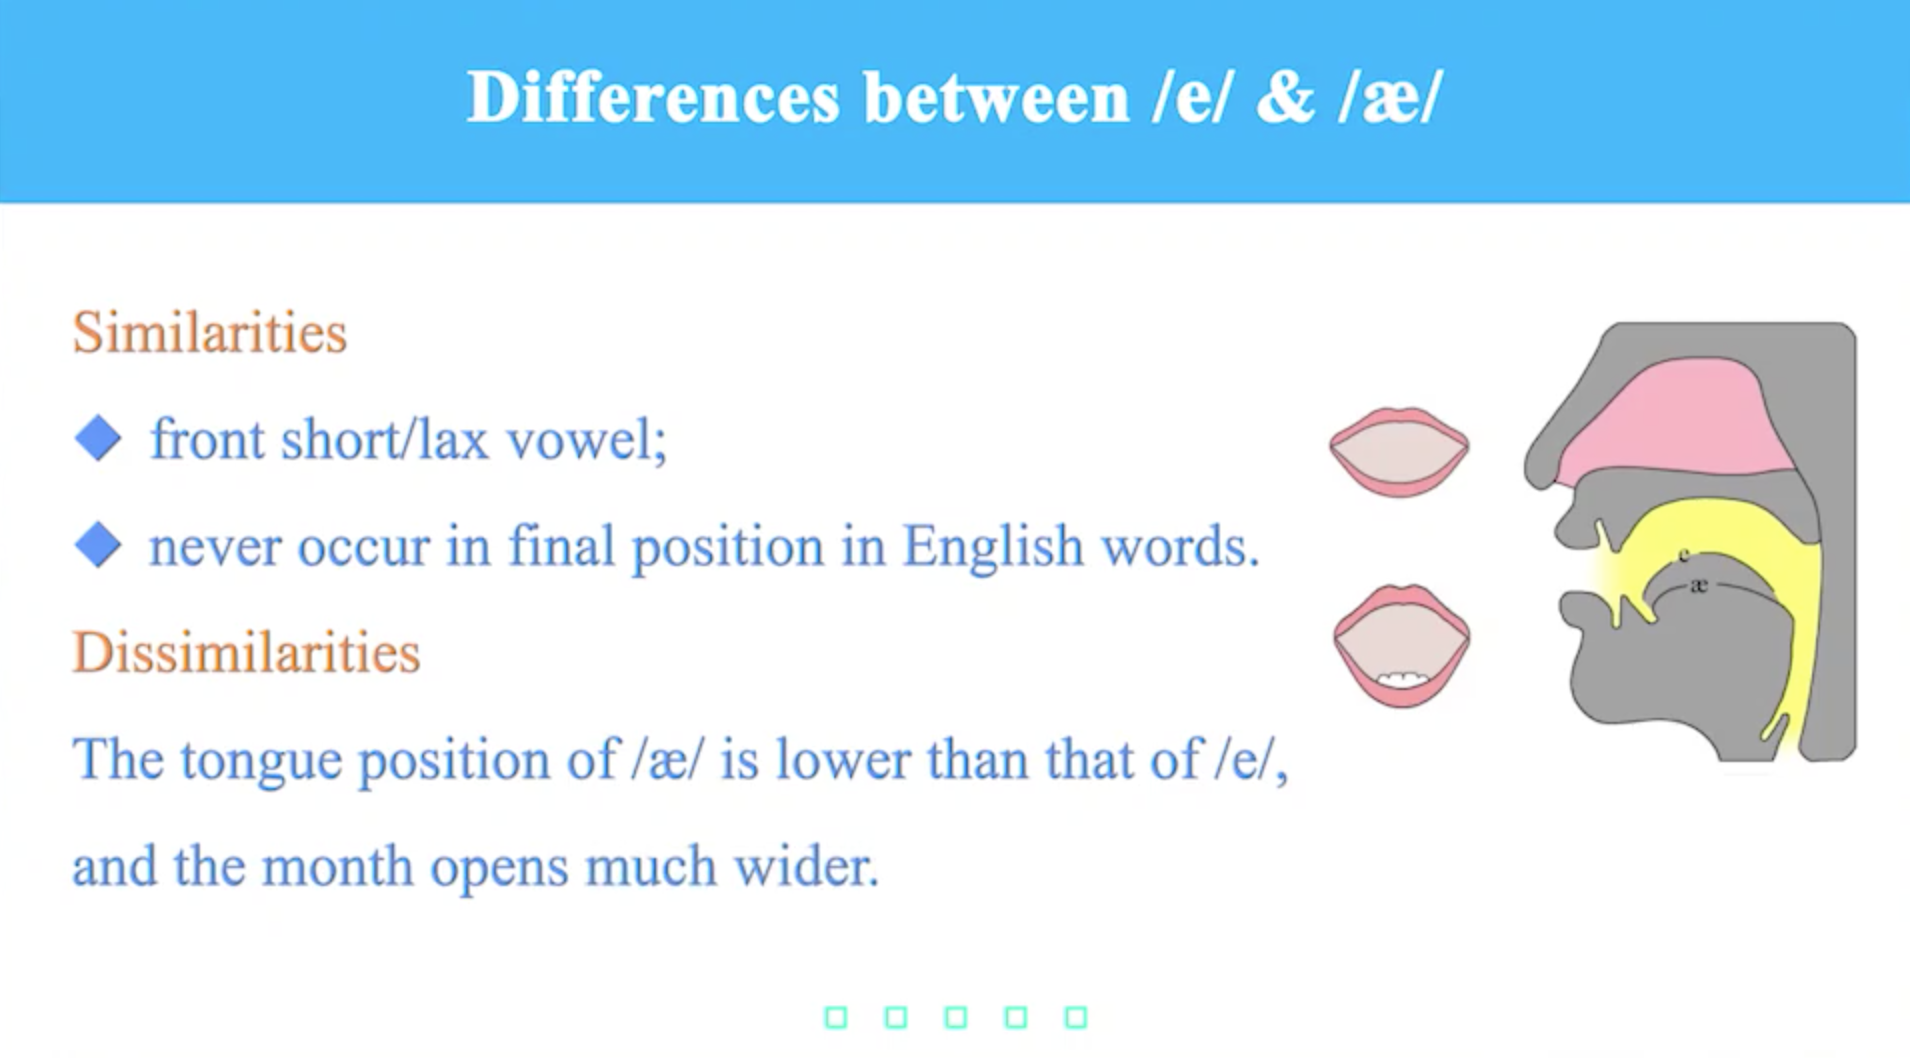 Differences between /e/ & /æ/
Similarities
front short/lax vowel;
never occur in final position in English words.
Dissimilarities
The tongue position of /æ/ is lower than that of /e/,
and the month opens much wider.
e
æ